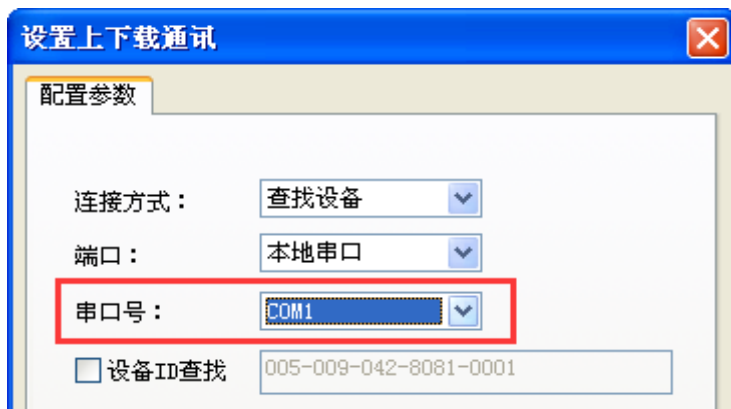 设置上下载通讯
配置参数
连接方式： 查找设备
端口： 本地串口
串口号： COM1
设备ID查找 005-009-042-8081-0001